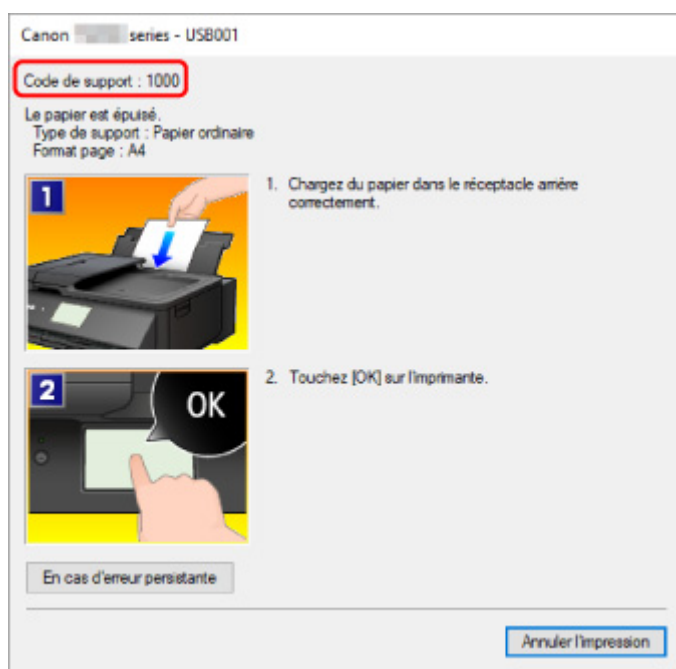 Canon series - USB001
Code de support : 1000
Le papier est épuisé.
Type de support : Papier ordinaire
Format page : A4
1
1. Chargez du papier dans le réceptacle arrière
correctement.
2
OK
2. Touchez [OK] sur l'imprimante.
En cas d'erreur persistante
Annuler l'impression